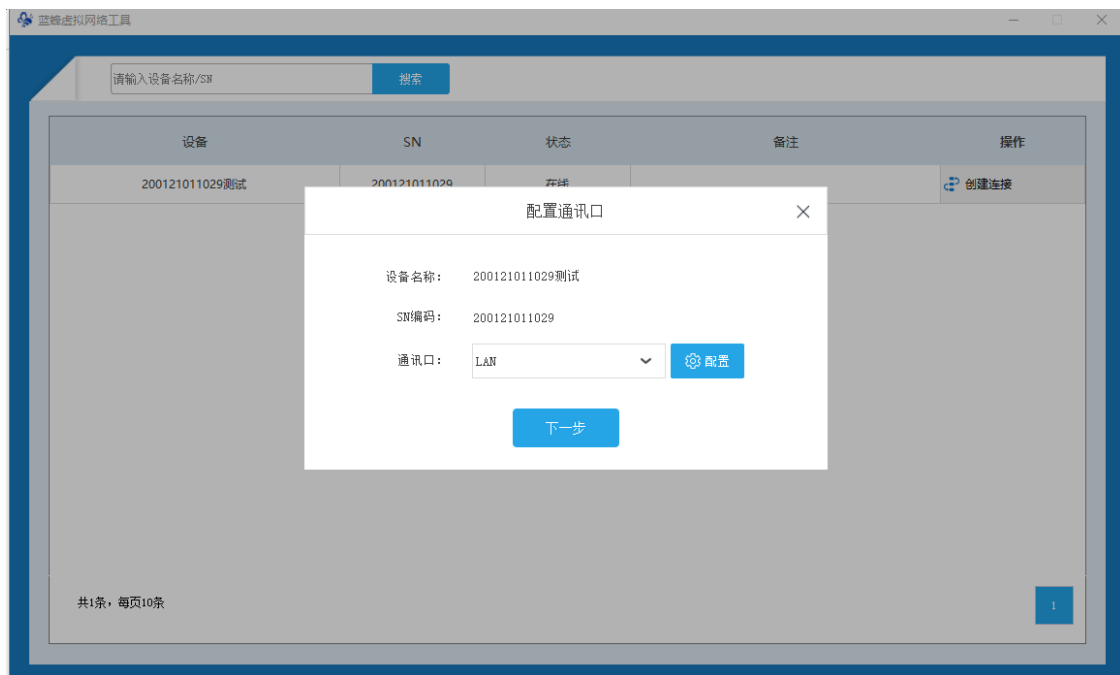 蓝蜂虚拟网络工具
请输入设备名称/SN
搜索
设备 SN 状态 备注 操作
200121011029测试 200121011029 在线 创建连接
配置通讯口
设备名称： 200121011029测试
SN编码： 200121011029
通讯口： LAN 配置
下一步
共1条，每页10条
1